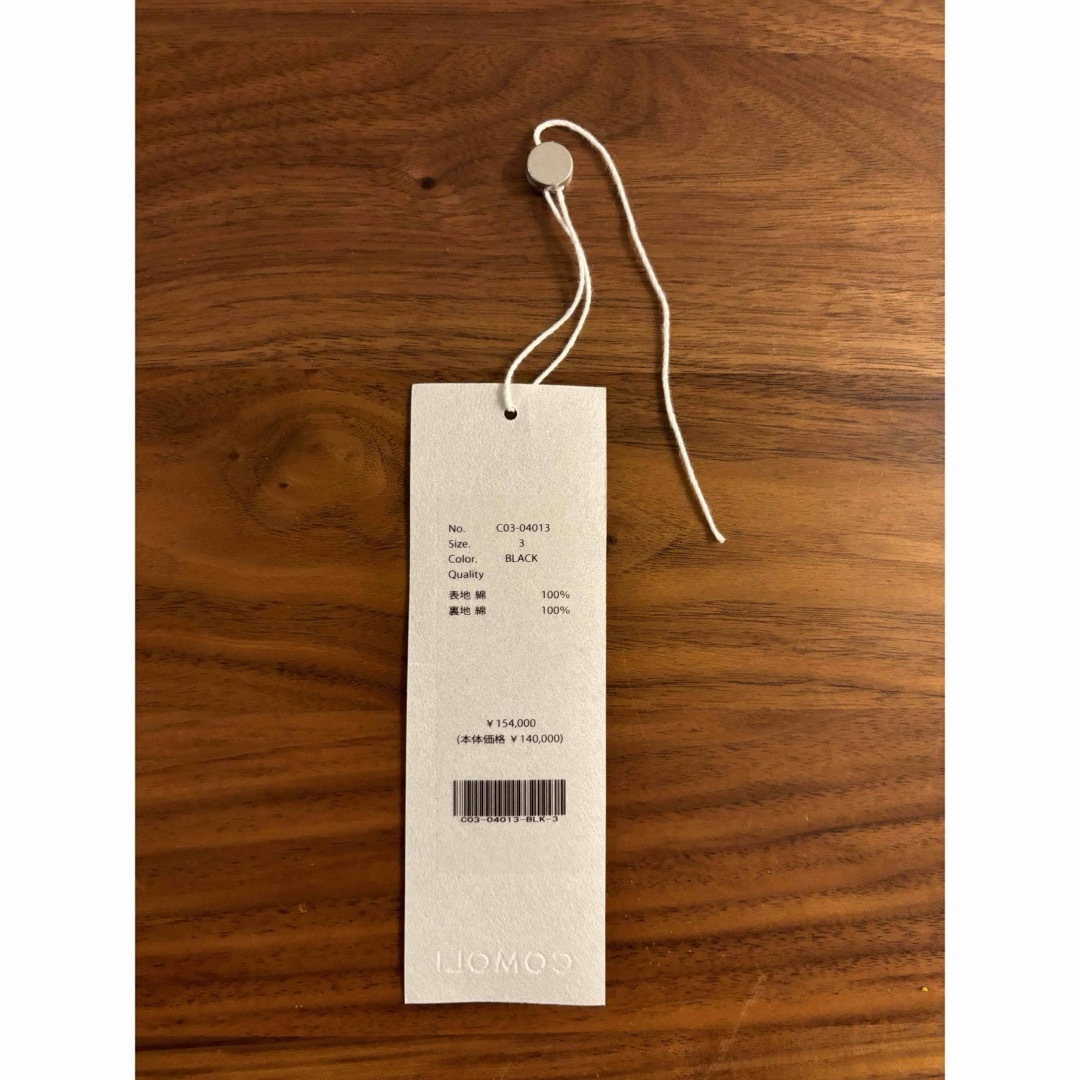 No. C03-04013
Size. 3
Color. BLACK
Quality
表地 綿 100%
裏地 綿 100%
¥154,000
(本体価格 ¥140,000)
C03-04013-BLK-3
COMOLI